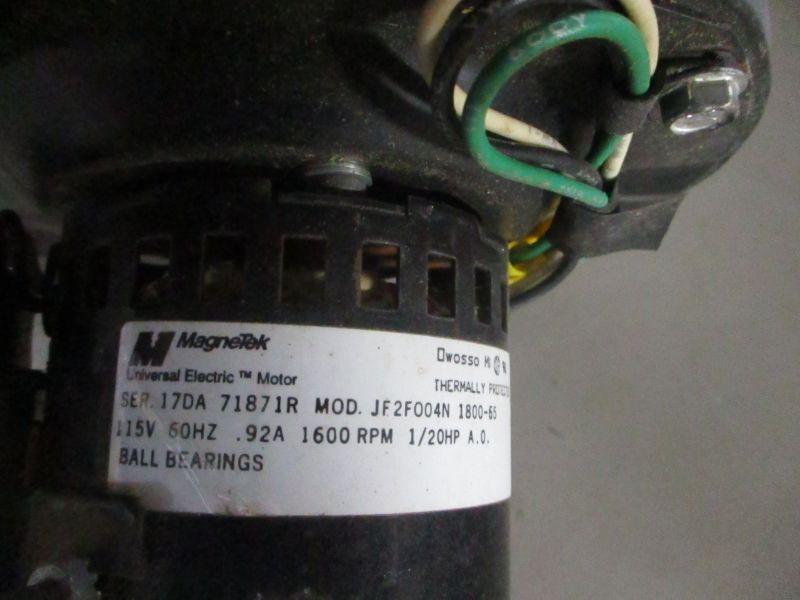 MagneTek
Universal Electric ™ Motor
Owosso MI
THERMALLY PROTECTE
SER. 17DA 71871R MOD. JF2F004N 1800-65
115V 60HZ .92A 1600 RPM 1/20HP A.O.
BALL BEARINGS